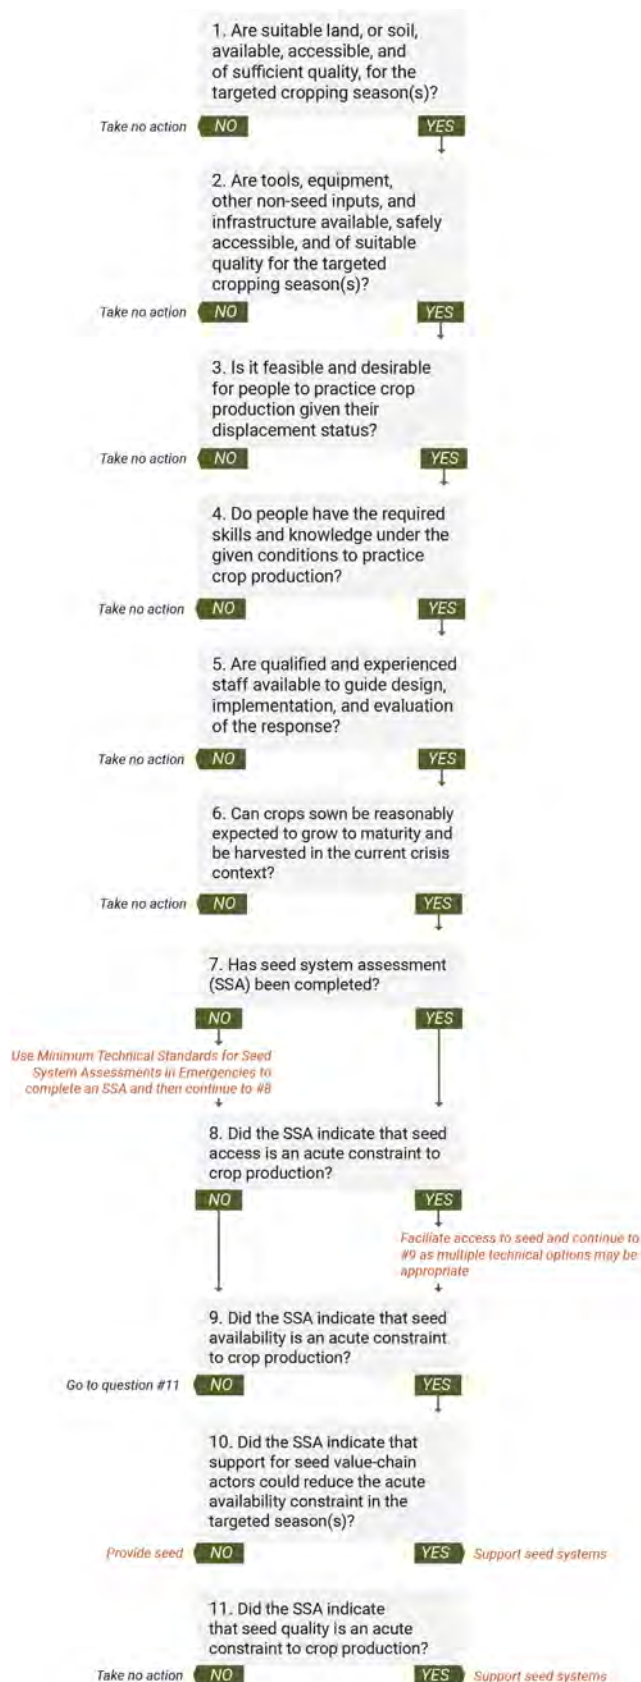 1. Are suitable land, or soil,
available, accessible, and
of sufficient quality, for the
targeted cropping season(s)?
Take no action NO YES
2. Are tools, equipment,
other non-seed inputs, and
infrastructure available, safely
accessible, and of suitable
quality for the targeted
cropping season(s)?
Take no action NO YES
3. Is it feasible and desirable
for people to practice crop
production given their
displacement status?
Take no action NO YES
4. Do people have the required
skills and knowledge under the
given conditions to practice
crop production?
Take no action NO YES
5. Are qualified and experienced
staff available to guide design,
implementation, and evaluation
of the response?
Take no action NO YES
6. Can crops sown be reasonably
expected to grow to maturity and
be harvested in the current crisis
context?
Take no action NO YES
7. Has seed system assessment
(SSA) been completed?
NO YES
Use Minimum Technical Standards for Seed
System Assessments in Emergencies to
complete an SSA and then continue to #8
8. Did the SSA indicate that seed
access is an acute constraint to
crop production?
NO YES
Faciliate access to seed and continue to
#9 as multiple technical options may be
appropriate
9. Did the SSA indicate that seed
availability is an acute constraint
to crop production?
Go to question #11 NO YES
10. Did the SSA indicate that
support for seed value-chain
actors could reduce the acute
availability constraint in the
targeted season(s)?
Provide seed NO YES Support seed systems
11. Did the SSA indicate
that seed quality is an acute
constraint to crop production?
Take no action NO YES Support seed systems